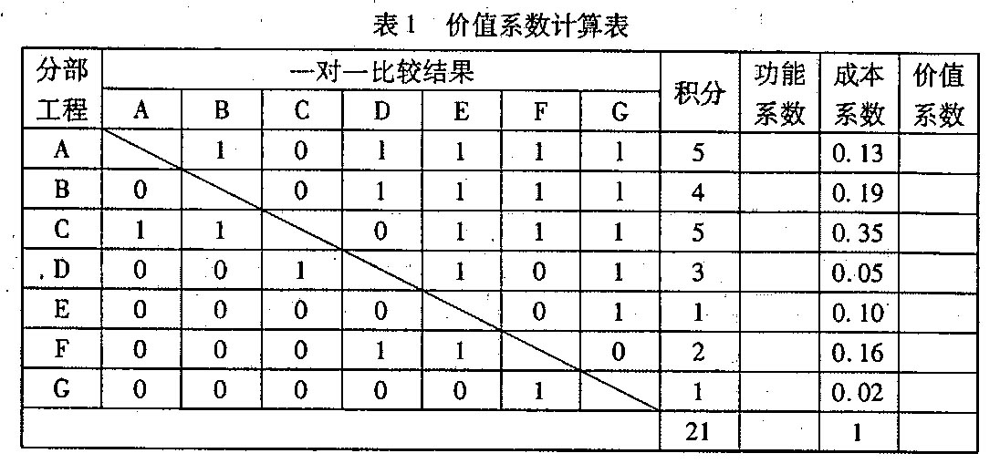 表1 价值系数计算表
分部工程 一对一比较结果 积分 功能系数 成本系数 价值系数
A B C D E F G
A 1 0 1 1 1 1 5 0.13
B 0 0 1 1 1 1 4 0.19
C 1 1 0 1 1 1 5 0.35
D 0 0 1 1 0 1 3 0.05
E 0 0 0 0 0 1 1 0.10
F 0 0 0 1 1 0 2 0.16
G 0 0 0 0 0 1 1 0.02
21 1